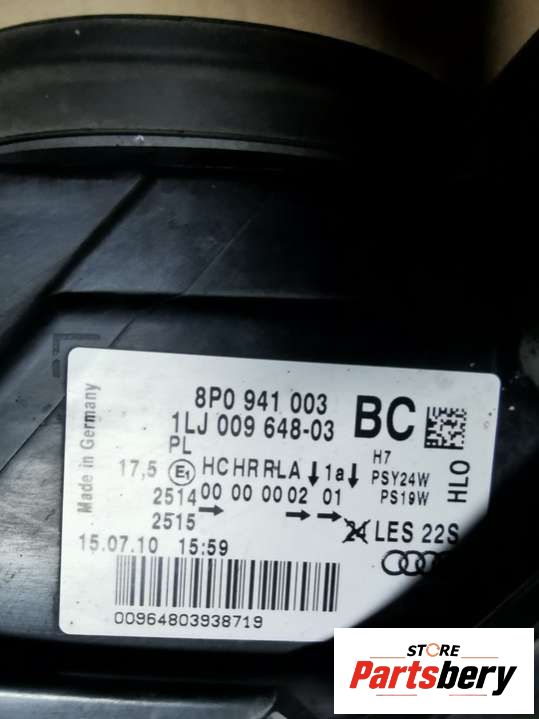 8P0 941 003 BC
1LJ 009 648-03
PL
H7
17,5 E1 HC HR R-LA ↓ 1a ↓ PSY24W
2514 00 00 00 02 01 PS19W
2515 → → →
24 LES 22S
15.07.10 15:59
00964803938719
Made in Germany
HLO
STORE
Partsbery